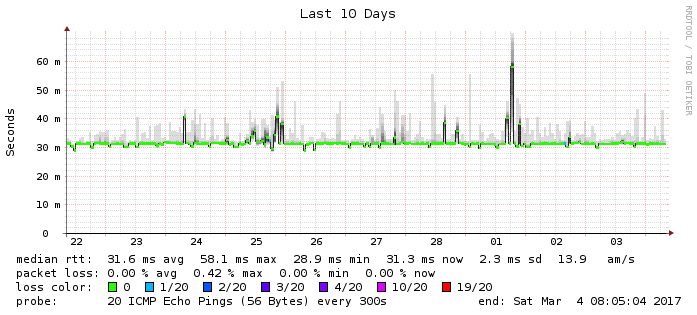 Last 10 Days
RRDTOOL / TOBI OETIKER
Seconds
60 m
50 m
40 m
30 m
20 m
10 m
0
22 23 24 25 26 27 28 01 02 03
median rtt: 31.6 ms avg 58.1 ms max 28.9 ms min 31.3 ms now 2.3 ms sd 13.9 am/s
packet loss: 0.00 % avg 0.42 % max 0.00 % min 0.00 % now
loss color: 0 1/20 2/20 3/20 4/20 10/20 19/20
probe: 20 ICMP Echo Pings (56 Bytes) every 300s end: Sat Mar 4 08:05:04 2017